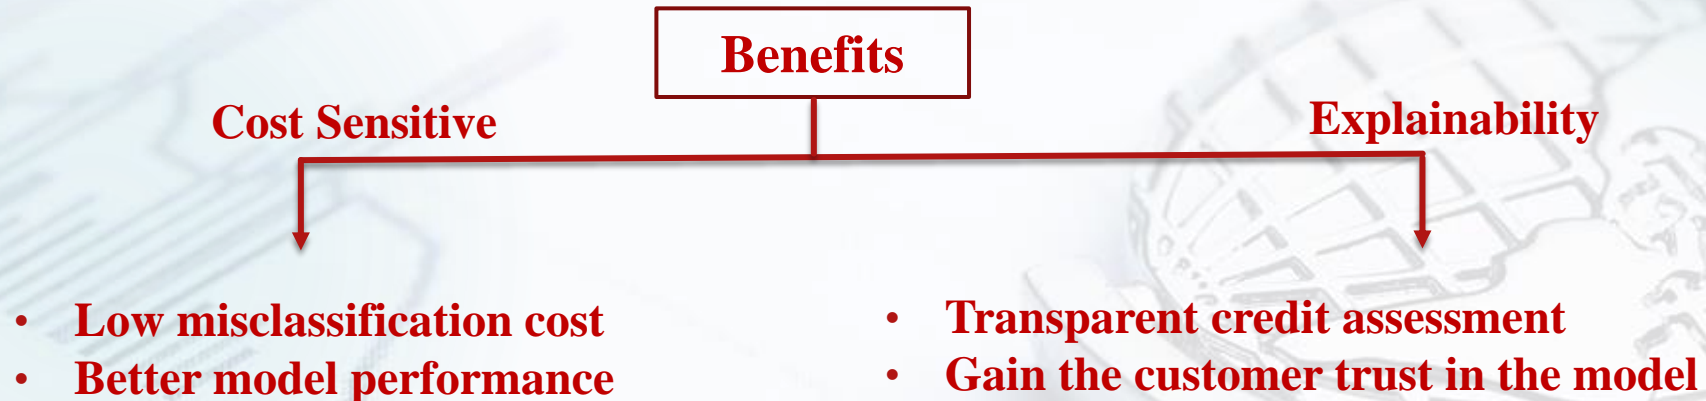 Benefits
Cost Sensitive
Explainability
• Low misclassification cost
• Better model performance
• Transparent credit assessment
• Gain the customer trust in the model